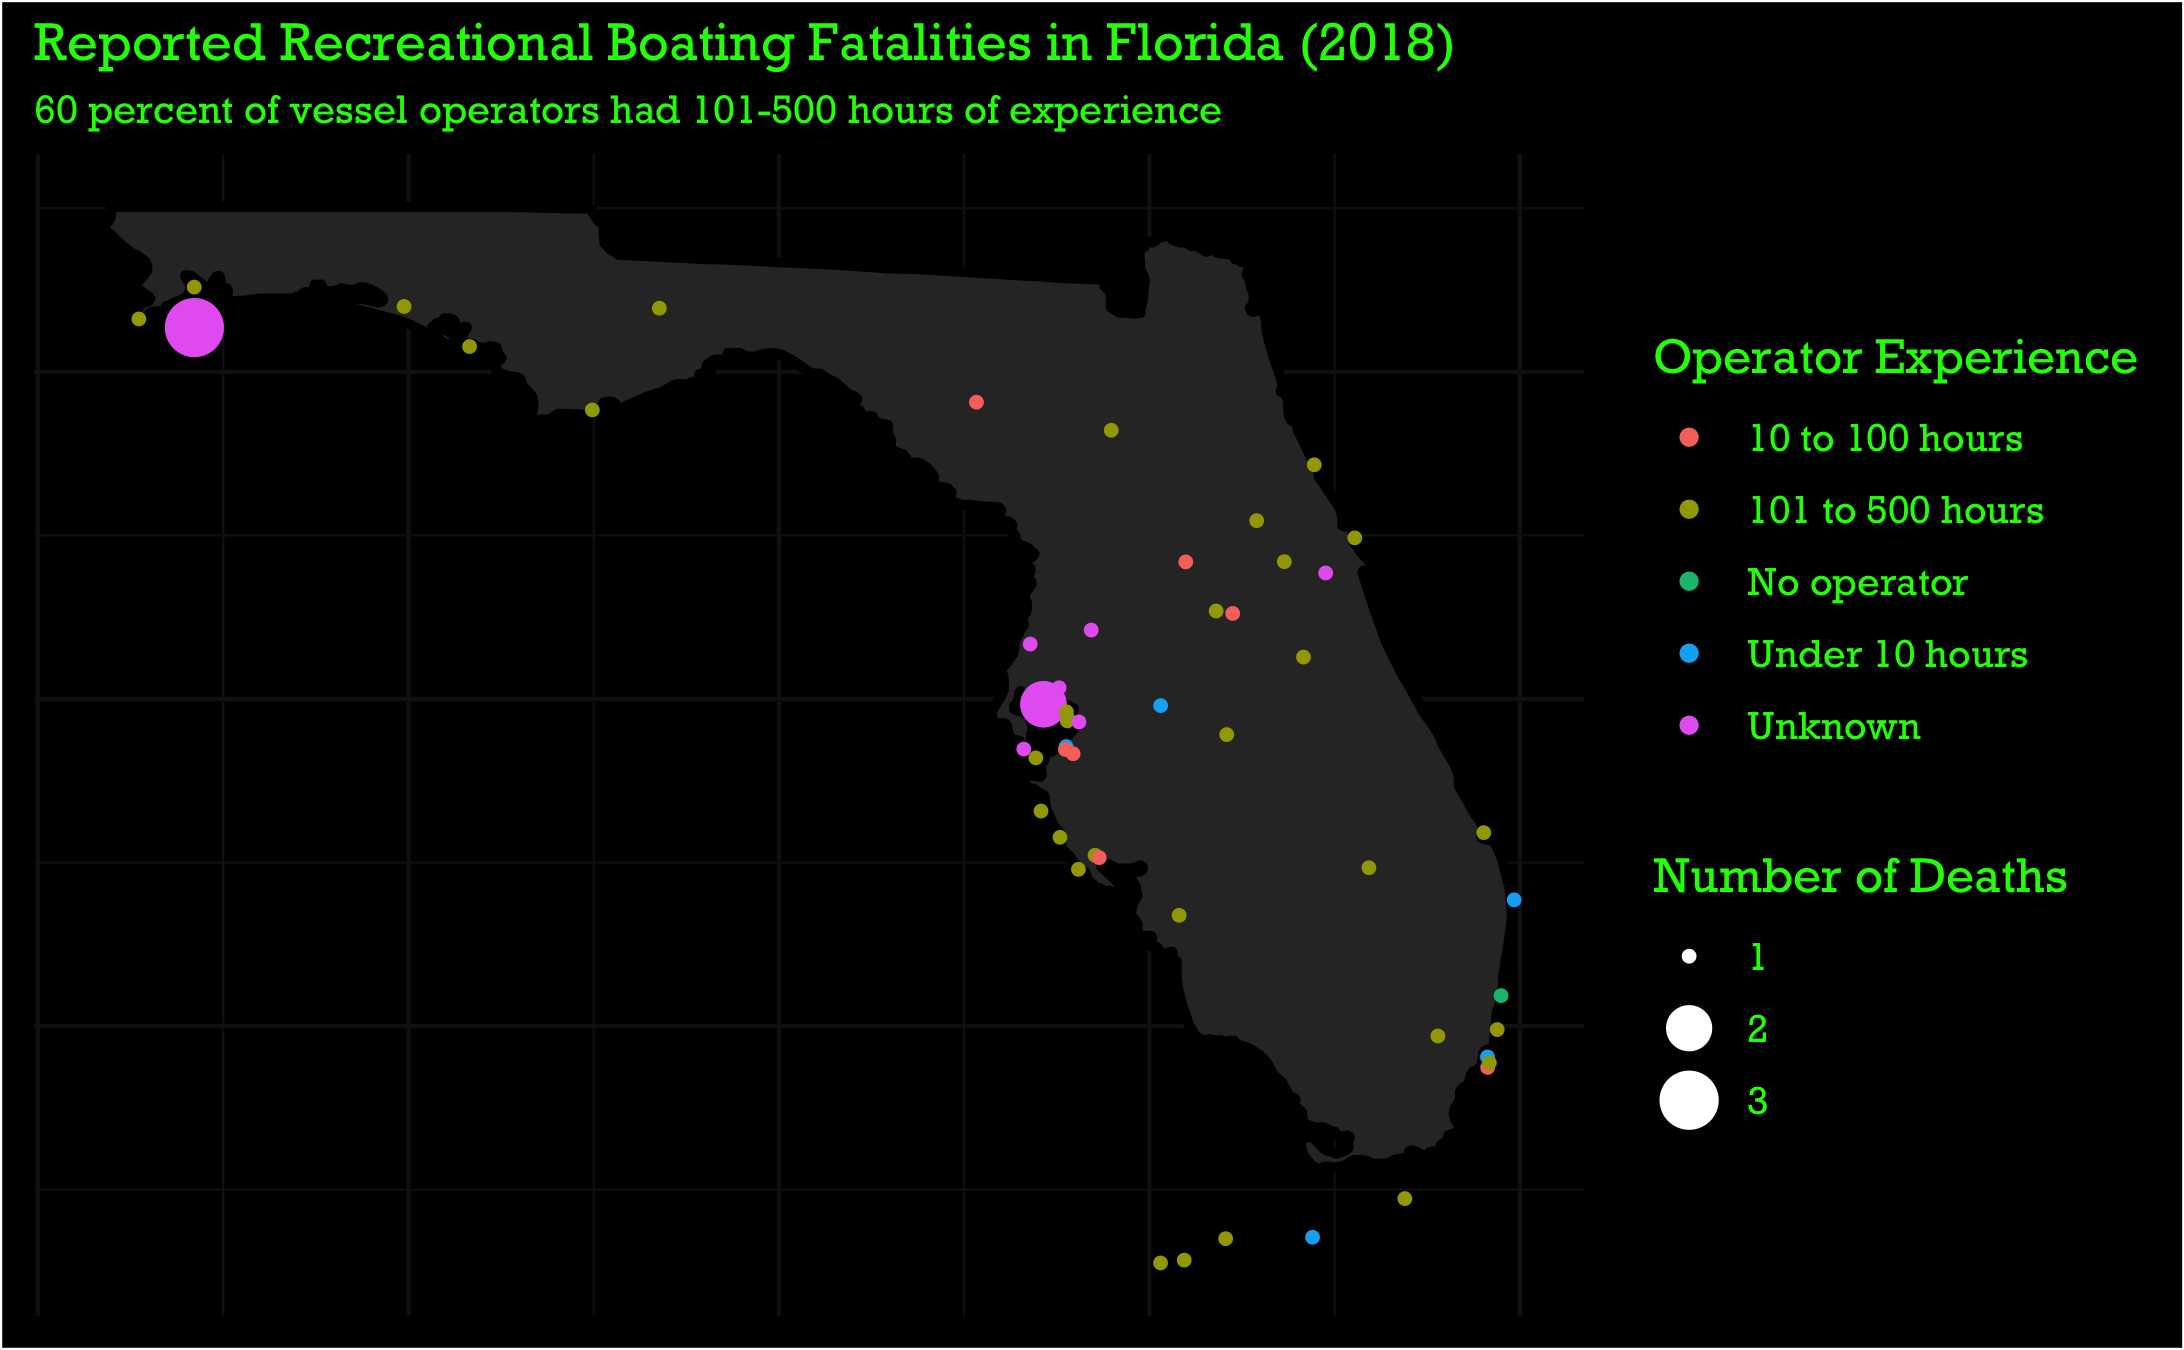 Reported Recreational Boating Fatalities in Florida (2018)
60 percent of vessel operators had 101-500 hours of experience
Operator Experience
10 to 100 hours
101 to 500 hours
No operator
Under 10 hours
Unknown
Number of Deaths
1
2
3